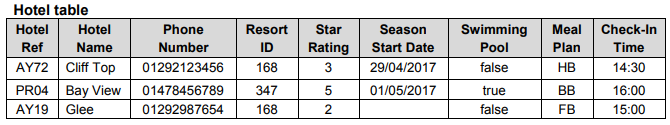 Hotel table
Hotel Ref Hotel Name Phone Number Resort ID Star Rating Season Start Date Swimming Pool Meal Plan Check-In Time
AY72 Cliff Top 01292123456 168 3 29/04/2017 false HB 14:30
PR04 Bay View 01478456789 347 5 01/05/2017 true BB 16:00
AY19 Glee 01292987654 168 2 false FB 15:00